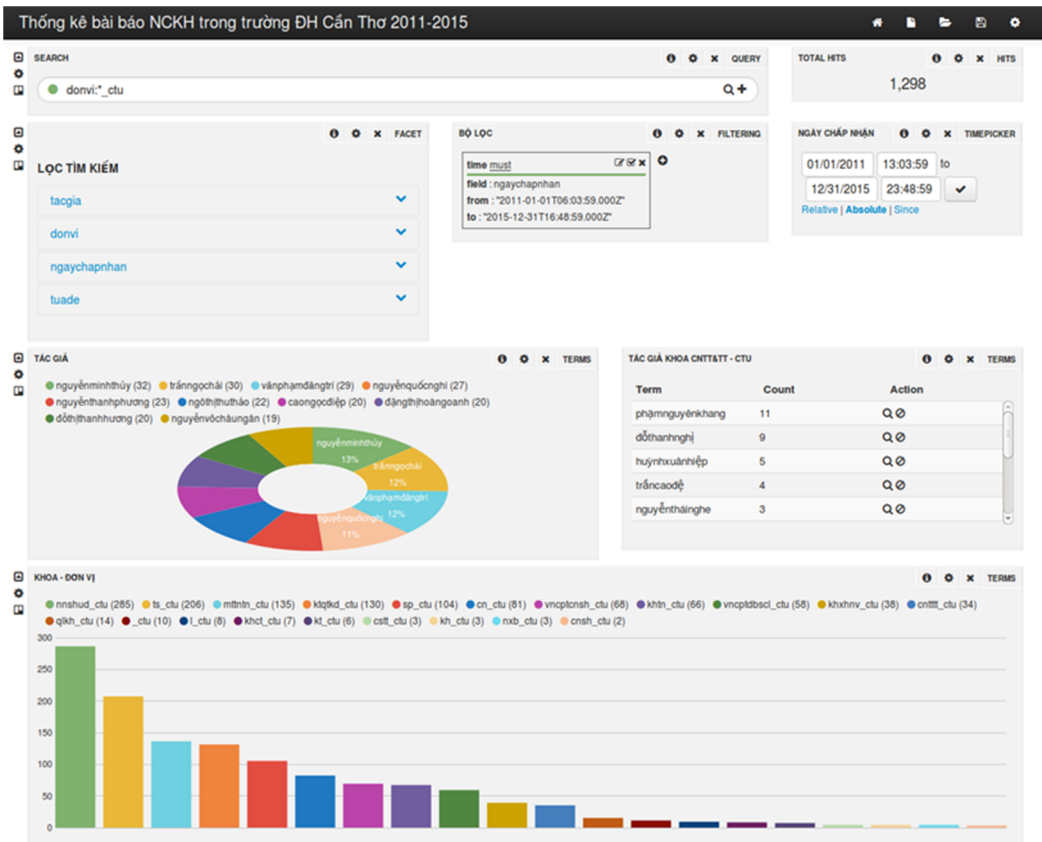 Thống kê bài báo NCKH trong trường ĐH Cần Thơ 2011-2015
SEARCH QUERY
donvi:*_ctu
TOTAL HITS HITS
1,298
FACET
LỌC TÌM KIẾM
tacgia
donvi
ngaychapnhan
tuade
BỘ LỌC FILTERING
time must
field : ngaychapnhan
from : "2011-01-01T06:03:59.000Z"
to : "2015-12-31T16:48:59.000Z"
NGÀY CHẤP NHẬN TIMEPICKER
01/01/2011 13:03:59 to
12/31/2015 23:48:59
Relative | Absolute | Since
TÁC GIẢ TERMS
nguyễnminhthủy (32) trầnngọchải (30) vănphạmđăngtrí (29) nguyễnquốcnghi (27)
nguyễnthanhphương (23) ngôthịthuthảo (22) caongọcđiệp (20) đặngthịhoàngoanh (20)
đỗthịthanhhương (20) nguyễnvõchâungân (19)
nguyễnminhthủy
13%
trầnngọchải
12%
vănphạmđăngtrí
12%
nguyễnquốcnghi
11%
TÁC GIẢ KHOA CNTT&TT - CTU TERMS
Term Count Action
phạmnguyênkhang 11
đỗthanhnghị 9
huỳnhxuânhiệp 5
trầncaođệ 4
nguyễntháinghe 3
KHOA - ĐƠN VỊ TERMS
nnshud_ctu (285) ts_ctu (206) mttntn_ctu (135) ktqtkd_ctu (130) sp_ctu (104) cn_ctu (81) vncptcnsh_ctu (68) khtn_ctu (66) vncptdbscl_ctu (58) khxhnv_ctu (38) cntttt_ctu (34)
qlkh_ctu (14) _ctu (10) l_ctu (8) khct_ctu (7) kt_ctu (6) cstt_ctu (3) kh_ctu (3) nxb_ctu (3) cnsh_ctu (2)
300
250
200
150
100
50
0